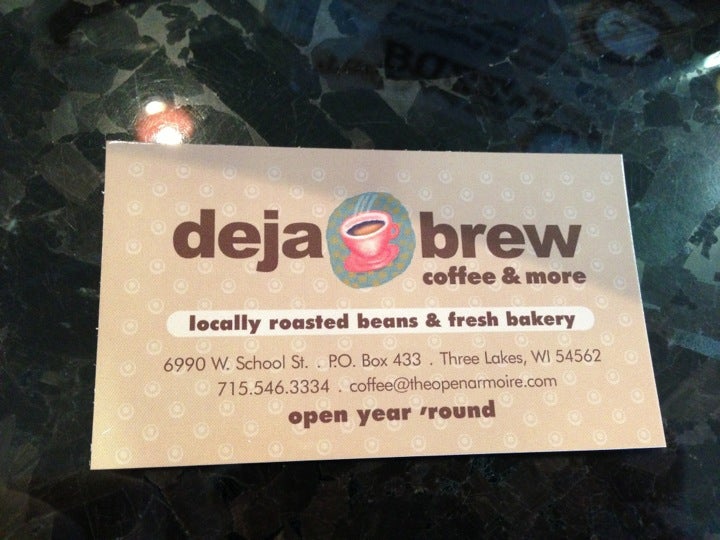 deja brew
coffee & more
locally roasted beans & fresh bakery
6990 W. School St. . P.O. Box 433 . Three Lakes, WI 54562
715.546.3334 . coffee@theopenarmoire.com
open year 'round